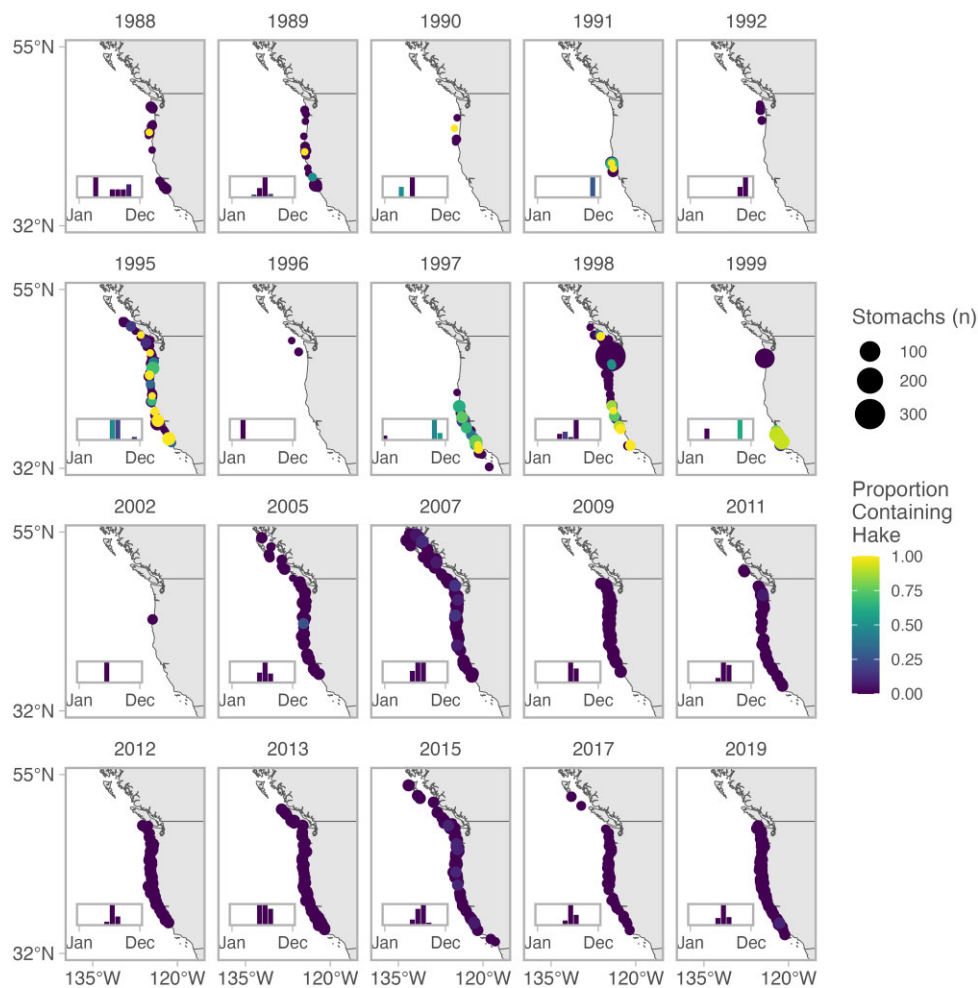 1988 1989 1990 1991 1992
55°N
Jan Dec Jan Dec Jan Dec Jan Dec Jan Dec
32°N
1995 1996 1997 1998 1999
55°N
Jan Dec Jan Dec Jan Dec Jan Dec Jan Dec
32°N
2002 2005 2007 2009 2011
55°N
Jan Dec Jan Dec Jan Dec Jan Dec Jan Dec
32°N
2012 2013 2015 2017 2019
55°N
Jan Dec Jan Dec Jan Dec Jan Dec Jan Dec
32°N
135°W 120°W 135°W 120°W 135°W 120°W 135°W 120°W 135°W 120°W
Stomachs (n)
100
200
300
Proportion
Containing
Hake
1.00
0.75
0.50
0.25
0.00